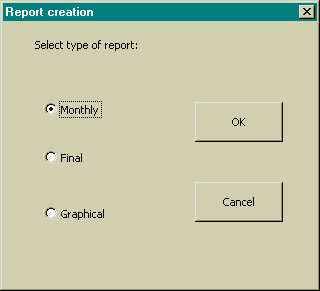 Report creation
Select type of report:
Monthly
OK
Final
Cancel
Graphical